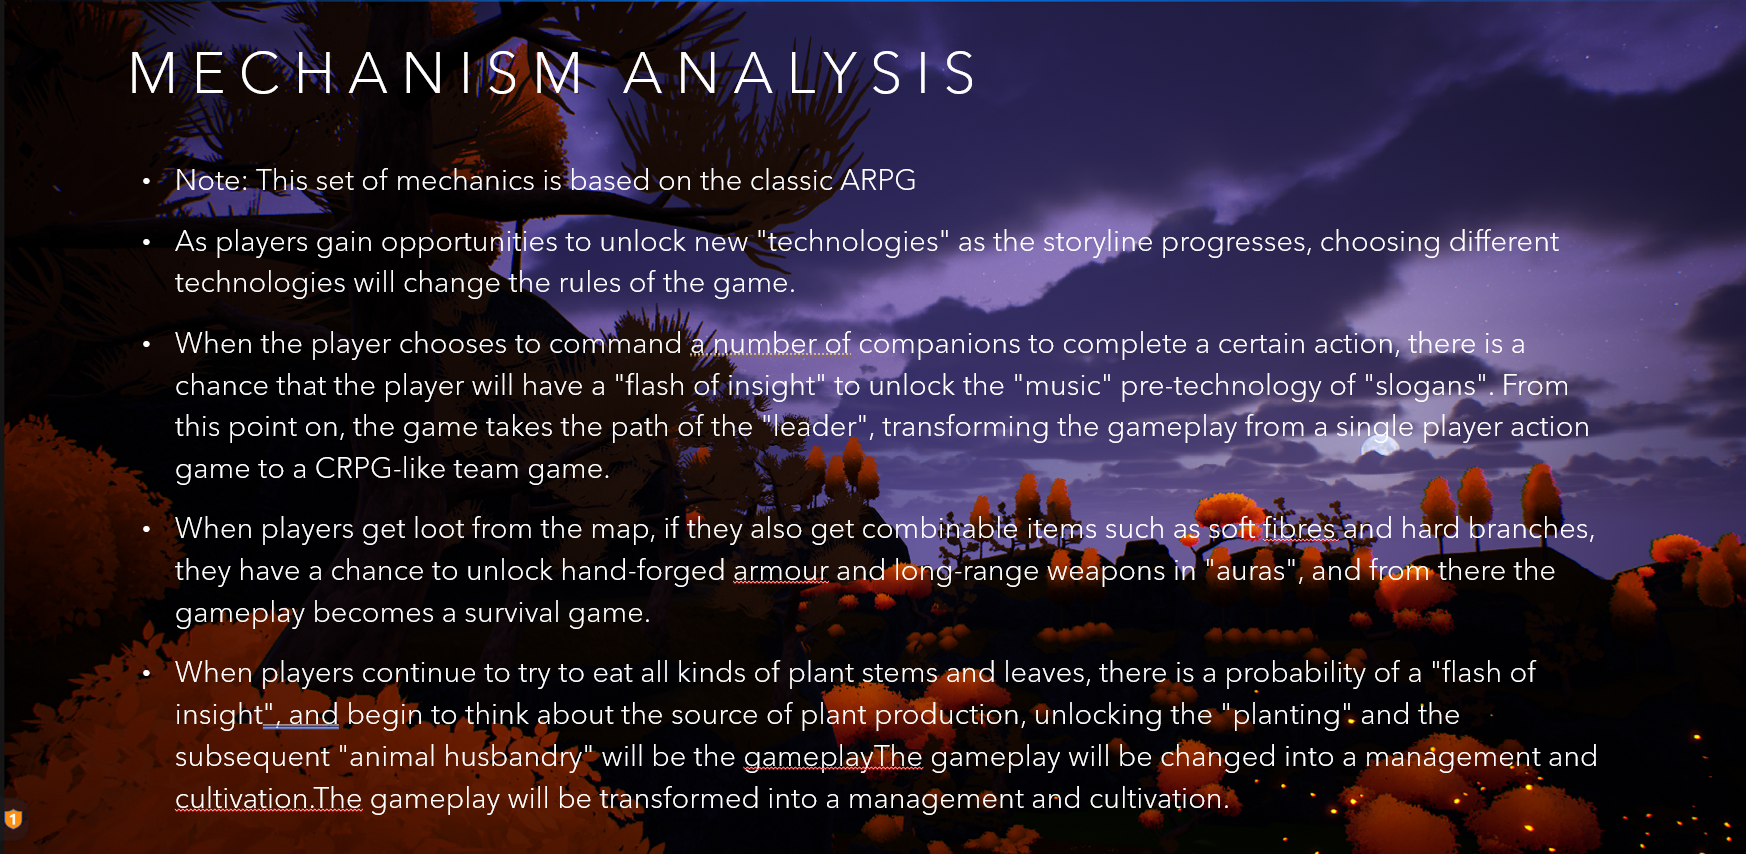 MECHANISM ANALYSIS
• Note: This set of mechanics is based on the classic ARPG
• As players gain opportunities to unlock new "technologies" as the storyline progresses, choosing different
technologies will change the rules of the game.
• When the player chooses to command a number of companions to complete a certain action, there is a
chance that the player will have a "flash of insight" to unlock the "music" pre-technology of "slogans". From
this point on, the game takes the path of the "leader", transforming the gameplay from a single player action
game to a CRPG-like team game.
• When players get loot from the map, if they also get combinable items such as soft fibres and hard branches,
they have a chance to unlock hand-forged armour and long-range weapons in "auras", and from there the
gameplay becomes a survival game.
• When players continue to try to eat all kinds of plant stems and leaves, there is a probability of a "flash of
insight", and begin to think about the source of plant production, unlocking the "planting" and the
subsequent "animal husbandry" will be the gameplayThe gameplay will be changed into a management and
cultivation.The gameplay will be transformed into a management and cultivation.
1